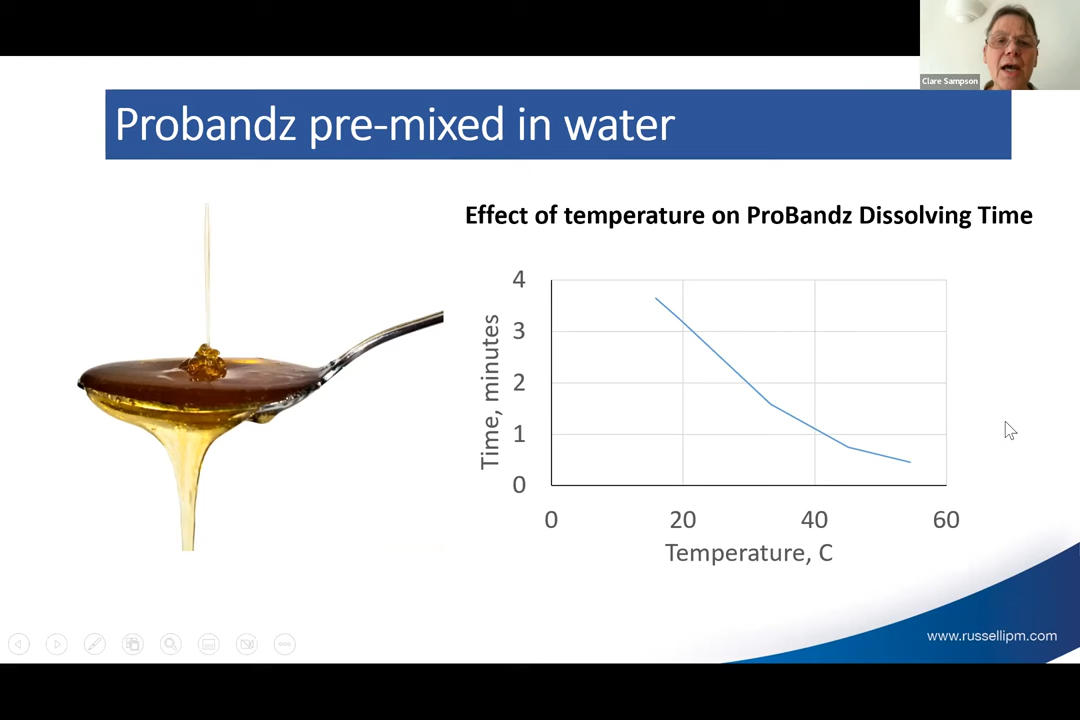 Clare Sampson
Probandz pre-mixed in water
Effect of temperature on ProBandz Dissolving Time
4
3
2
1
0
Time, minutes
0 20 40 60
Temperature, C
www.russellipm.com